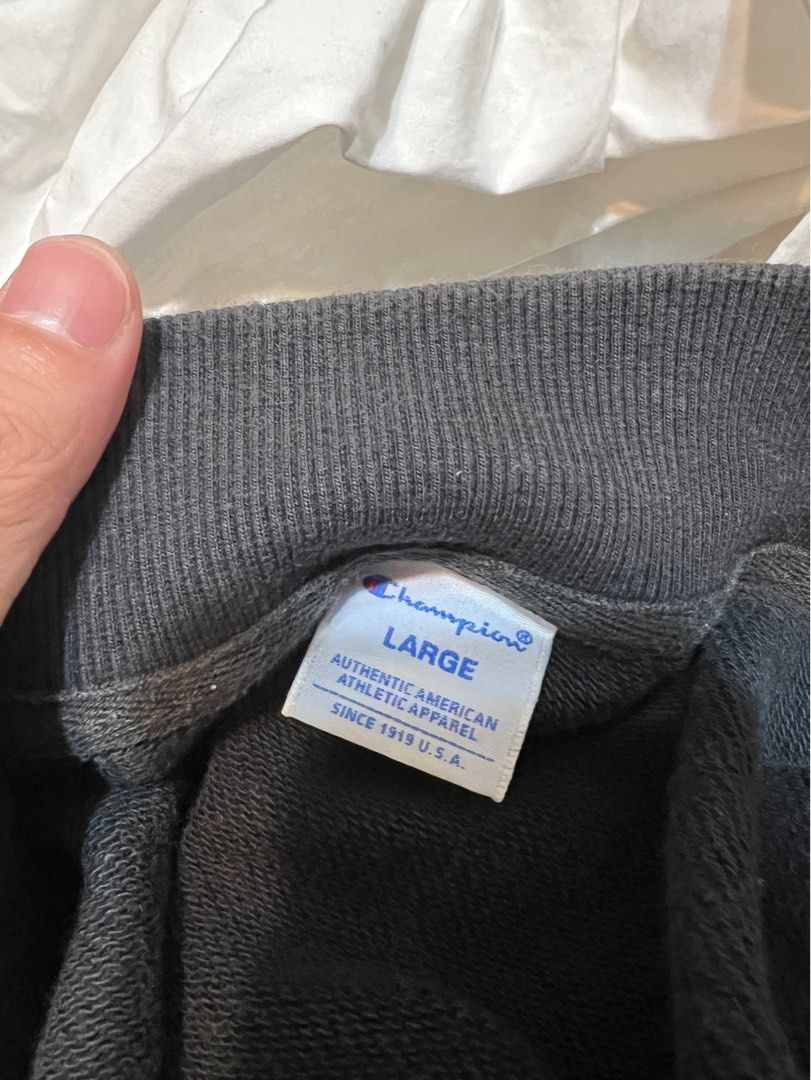 Champion®
LARGE
AUTHENTIC AMERICAN
ATHLETIC APPAREL
SINCE 1919 U.S.A.